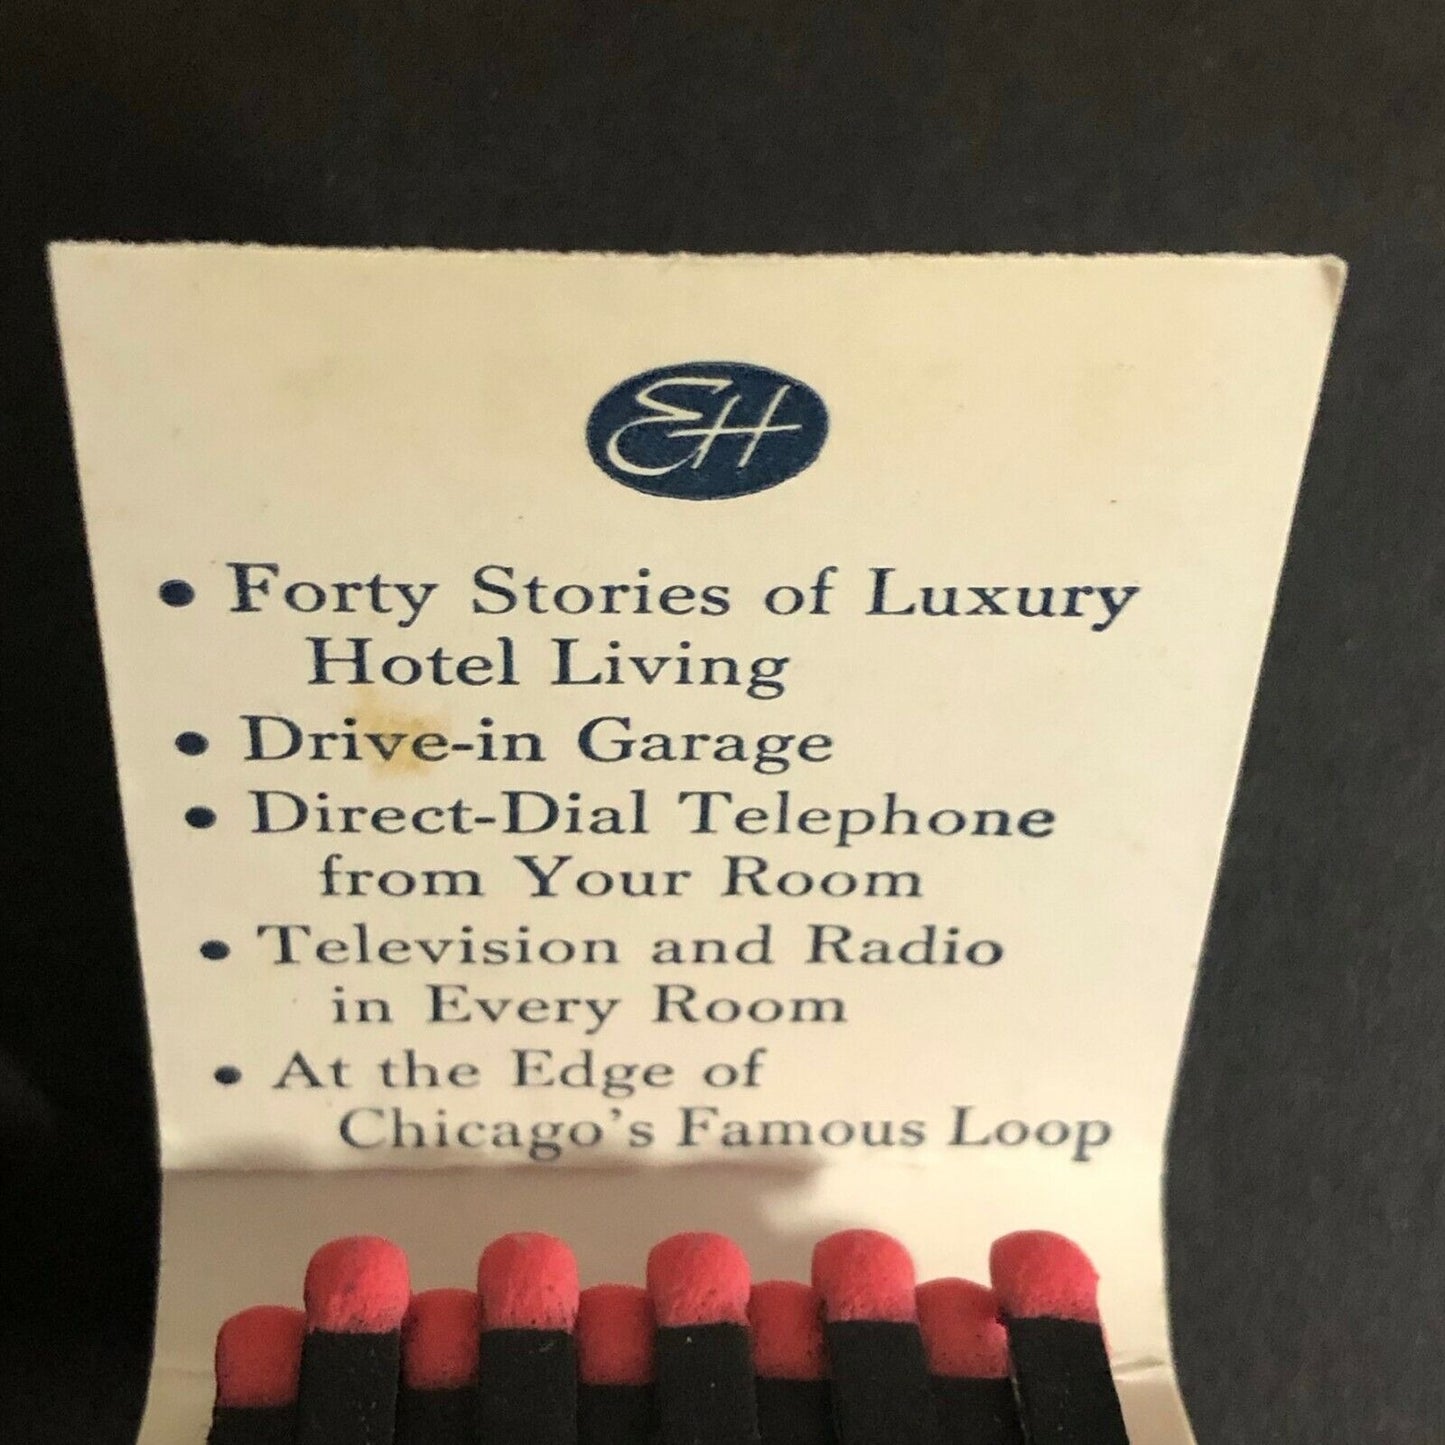 EH
• Forty Stories of Luxury
Hotel Living
• Drive-in Garage
• Direct-Dial Telephone
from Your Room
• Television and Radio
in Every Room
• At the Edge of
Chicago's Famous Loop